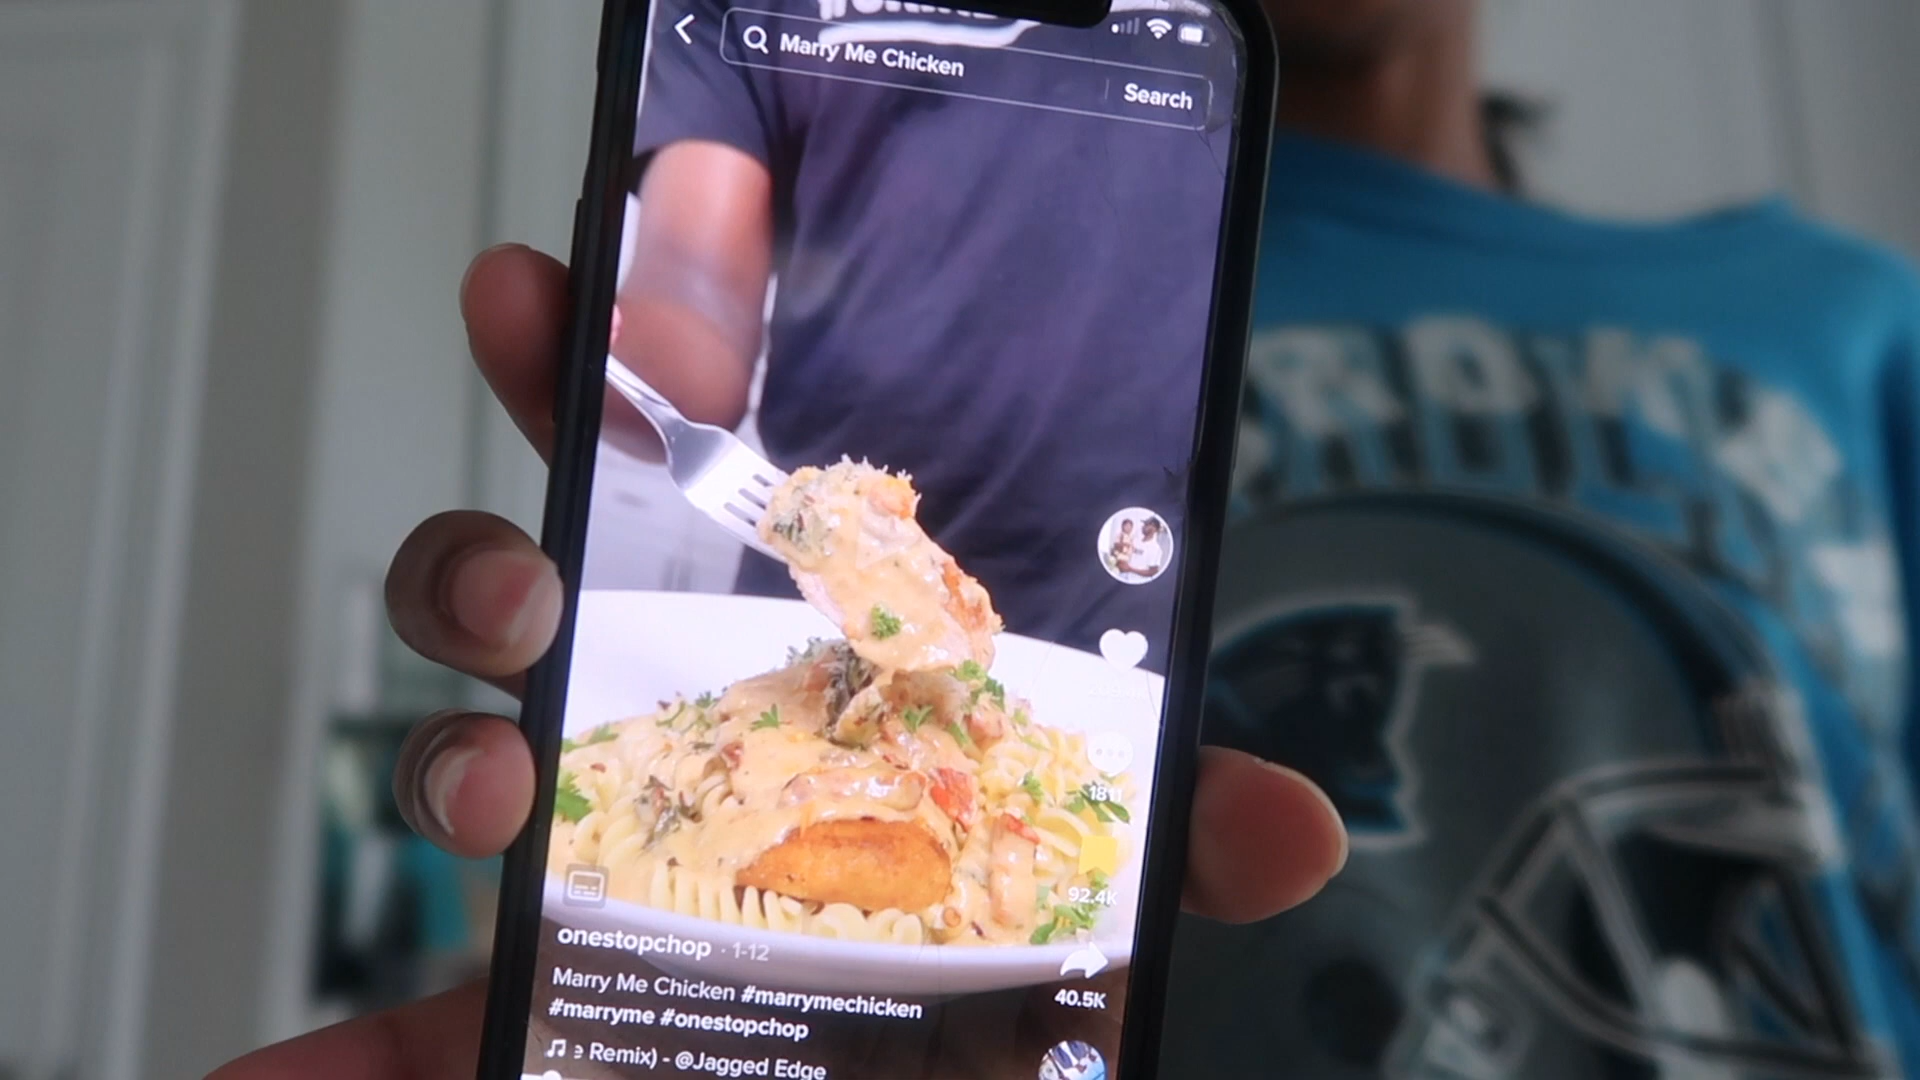 Marry Me Chicken
Search
1811
92.4K
40.5K
onestopchop · 1-12
Marry Me Chicken #marrymechicken
#marryme #onestopchop
e Remix) - @Jagged Edge